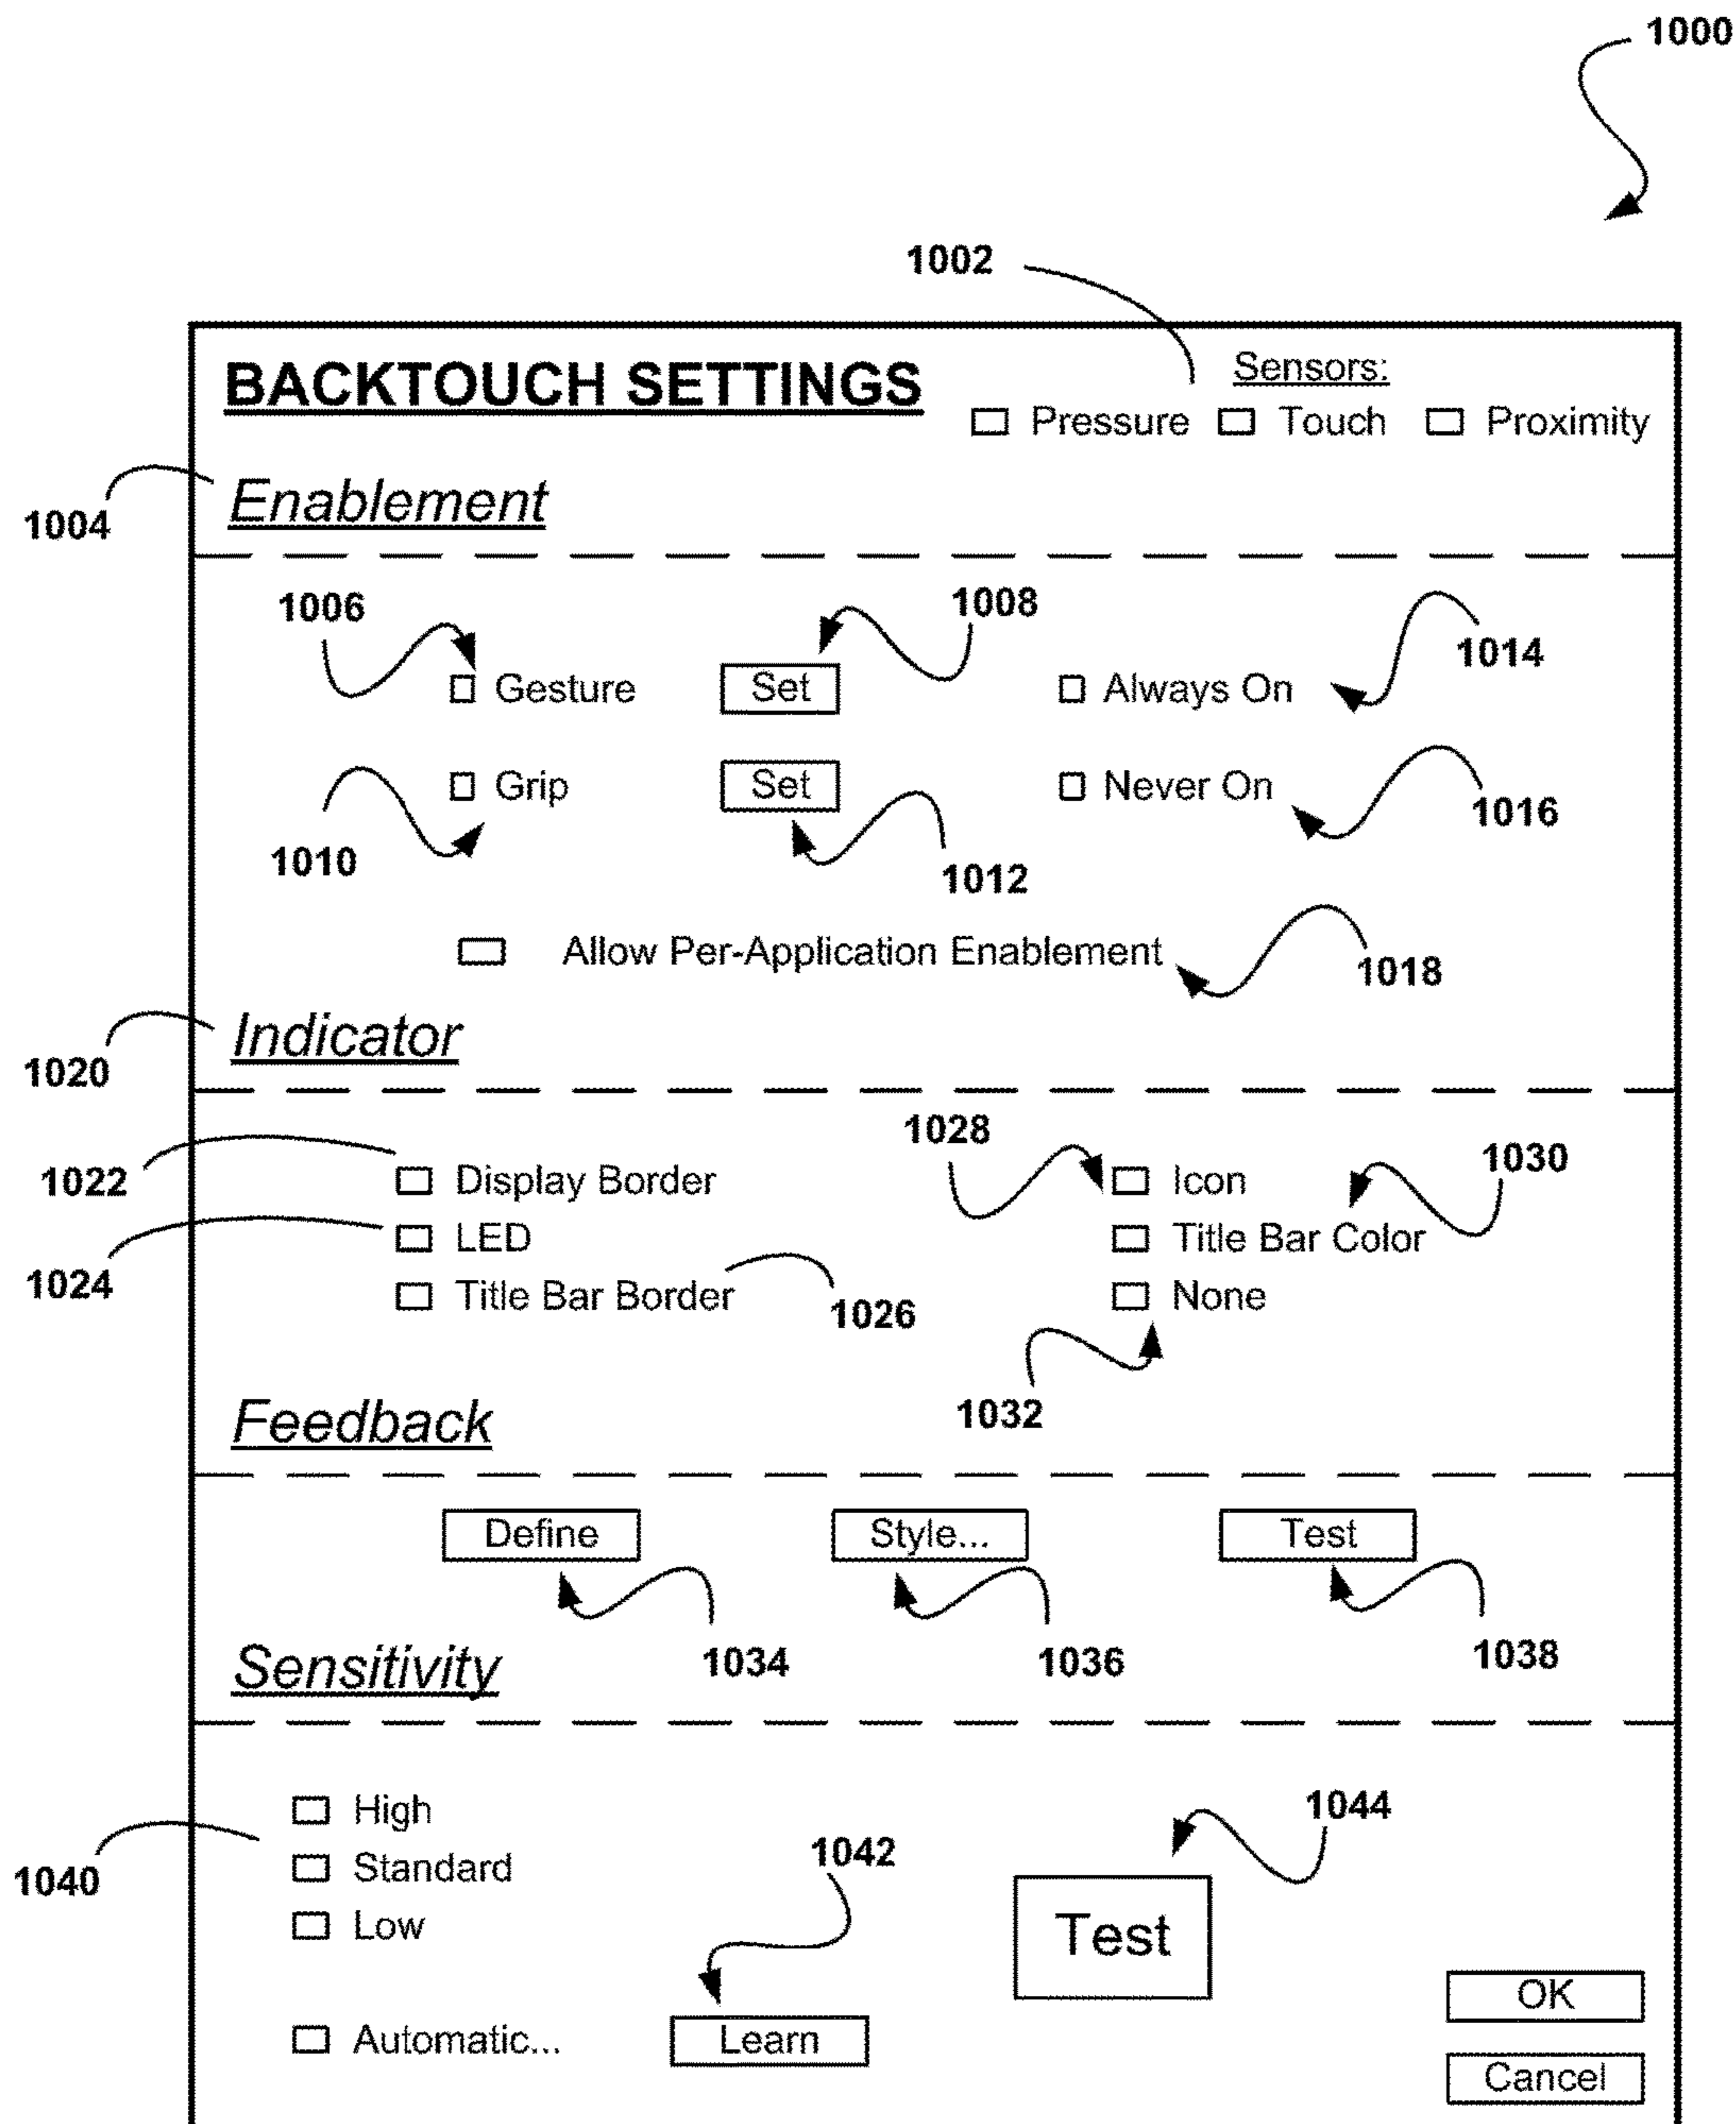 1000
1002
BACKTOUCH SETTINGS
Sensors:
Pressure Touch Proximity
1004
Enablement
1006 1008 1014
Gesture Set Always On
Grip Set Never On
1010 1012 1016
Allow Per-Application Enablement 1018
1020
Indicator
1028 1030
1022 Display Border Icon
1024 LED Title Bar Color
Title Bar Border 1026 None
1032
Feedback
Define Style... Test
1034 1036 1038
Sensitivity
High 1044
1040 Standard 1042
Low Test
OK
Automatic... Learn
Cancel